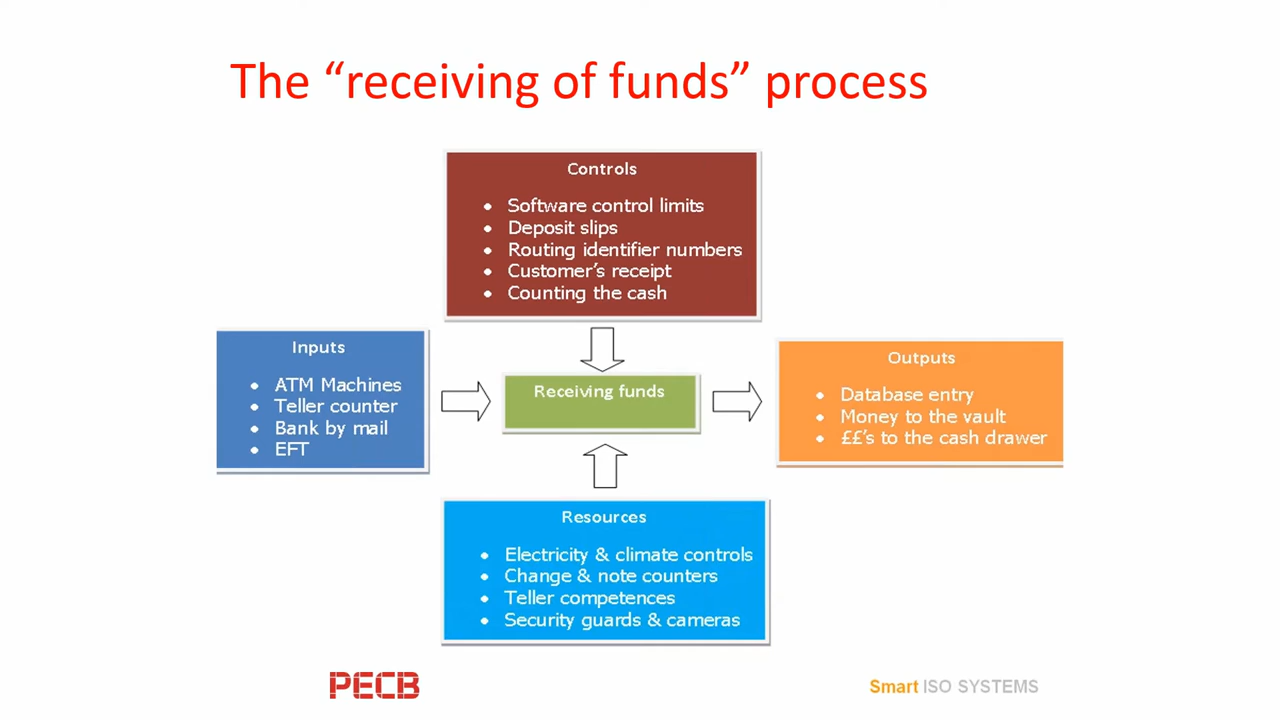 The “receiving of funds” process
Controls
• Software control limits
• Deposit slips
• Routing identifier numbers
• Customer's receipt
• Counting the cash
Inputs
• ATM Machines
• Teller counter
• Bank by mail
• EFT
Receiving funds
Outputs
• Database entry
• Money to the vault
• ££'s to the cash drawer
Resources
• Electricity & climate controls
• Change & note counters
• Teller competences
• Security guards & cameras
PECB
Smart ISO SYSTEMS